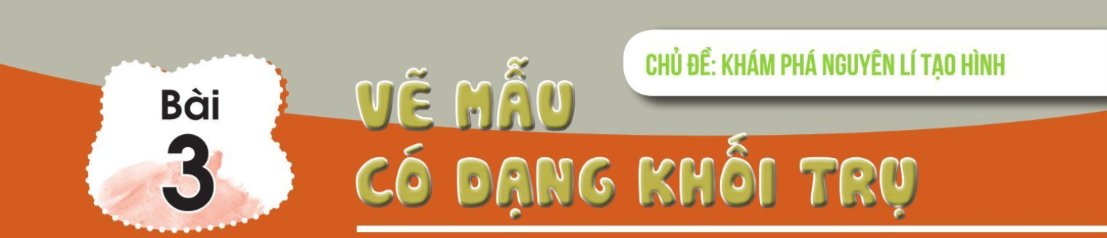 CHỦ ĐỀ: KHÁM PHÁ NGUYÊN LÍ TẠO HÌNH
Bài
3
VẼ MẪU
CÓ DẠNG KHỐI TRỤ